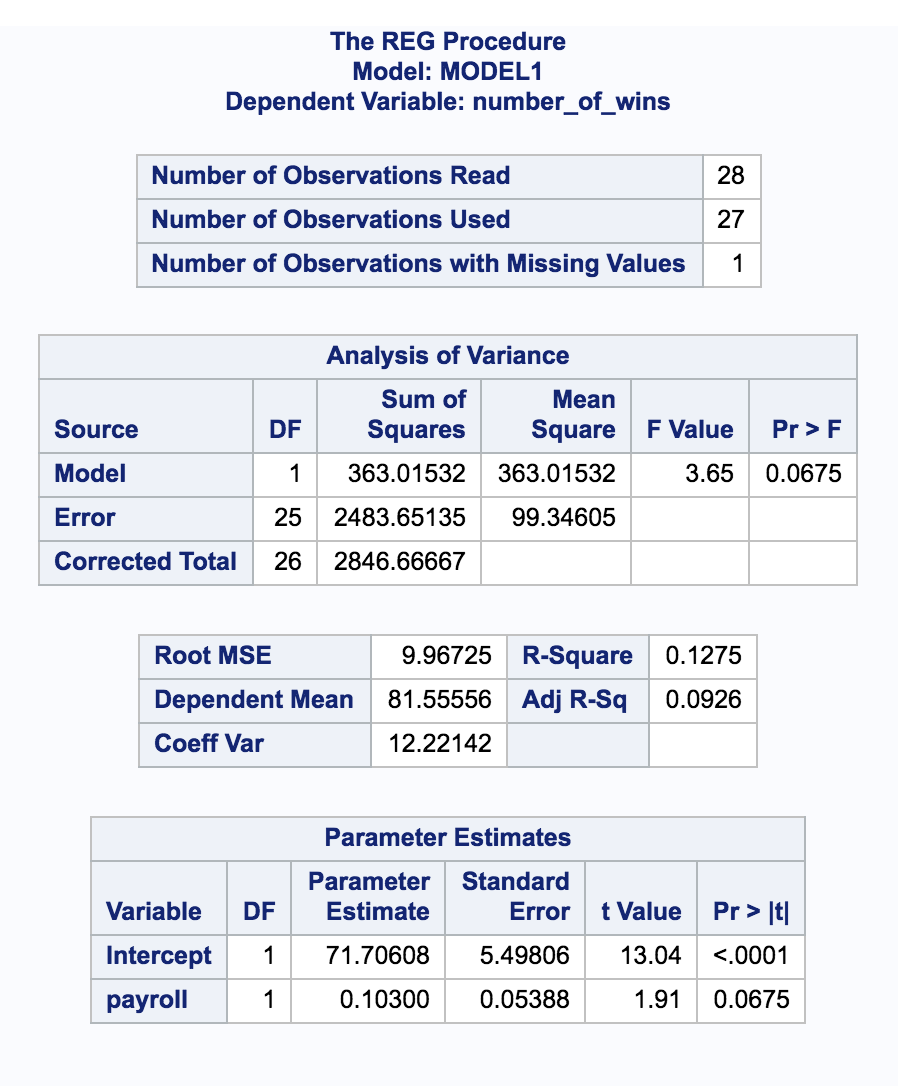 The REG Procedure
Model: MODEL1
Dependent Variable: number_of_wins
Number of Observations Read 28
Number of Observations Used 27
Number of Observations with Missing Values 1
Analysis of Variance
Source DF Sum of Squares Mean Square F Value Pr > F
Model 1 363.01532 363.01532 3.65 0.0675
Error 25 2483.65135 99.34605
Corrected Total 26 2846.66667
Root MSE 9.96725 R-Square 0.1275
Dependent Mean 81.55556 Adj R-Sq 0.0926
Coeff Var 12.22142
Parameter Estimates
Variable DF Parameter Estimate Standard Error t Value Pr > |t|
Intercept 1 71.70608 5.49806 13.04 <.0001
payroll 1 0.10300 0.05388 1.91 0.0675